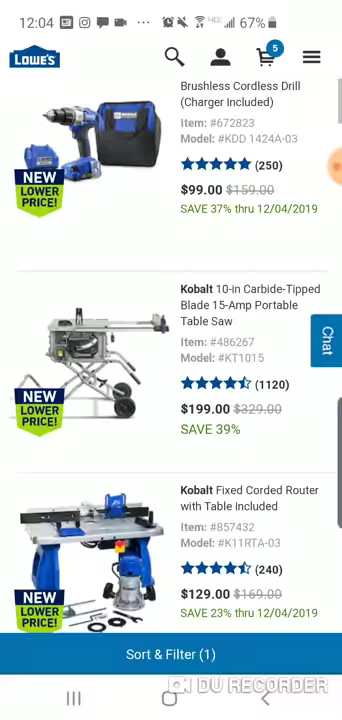 12:04
67%
LOWE'S
5
Brushless Cordless Drill
(Charger Included)
Item: #672823
Model: #KDD 1424A-03
(250)
$99.00 $159.00
SAVE 37% thru 12/04/2019
NEW
LOWER
PRICE!
Kobalt 10-in Carbide-Tipped
Blade 15-Amp Portable
Table Saw
Item: #486267
Model: #KT1015
(1120)
$199.00 $329.00
SAVE 39%
NEW
LOWER
PRICE!
Chat
Kobalt Fixed Corded Router
with Table Included
Item: #857432
Model: #K11RTA-03
(240)
$129.00 $169.00
SAVE 23% thru 12/04/2019
NEW
LOWER
PRICE!
Sort & Filter (1)
DU RECORDER